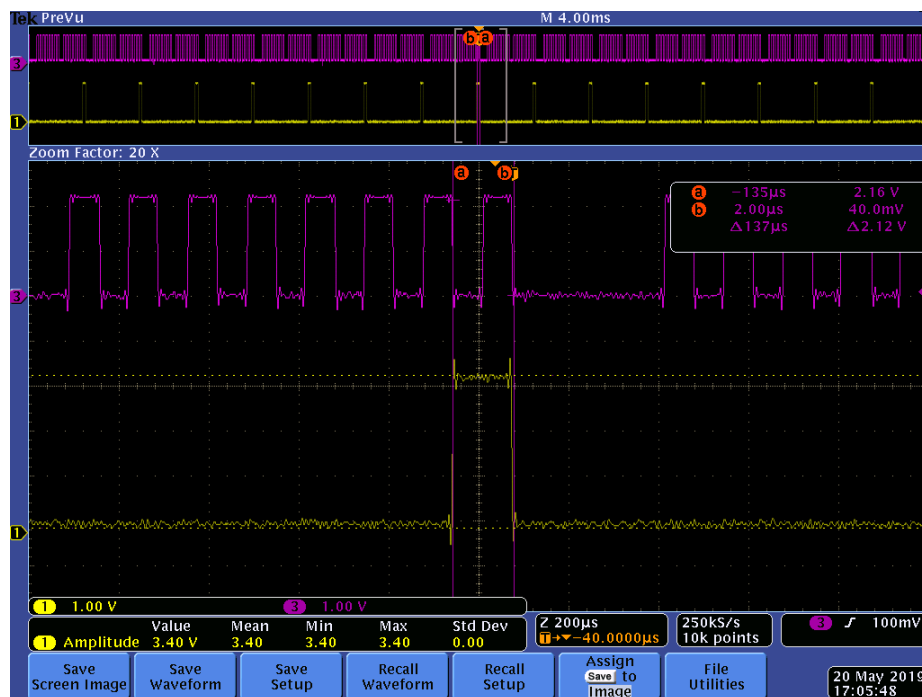 Tek PreVu M 4.00ms
b a
3
1
Zoom Factor: 20 X
a b
a −135µs 2.16 V
b 2.00µs 40.0mV
Δ137µs Δ2.12 V
3
1
1 1.00 V 3 1.00 V
Value Mean Min Max Std Dev
1 Amplitude 3.40 V 3.40 3.40 3.40 0.00
Z 200µs
T→▼−40.0000µs
250kS/s
10k points
3 100mV
Save Screen Image
Save Waveform
Save Setup
Recall Waveform
Recall Setup
Assign Save to Image
File Utilities
17:05:48